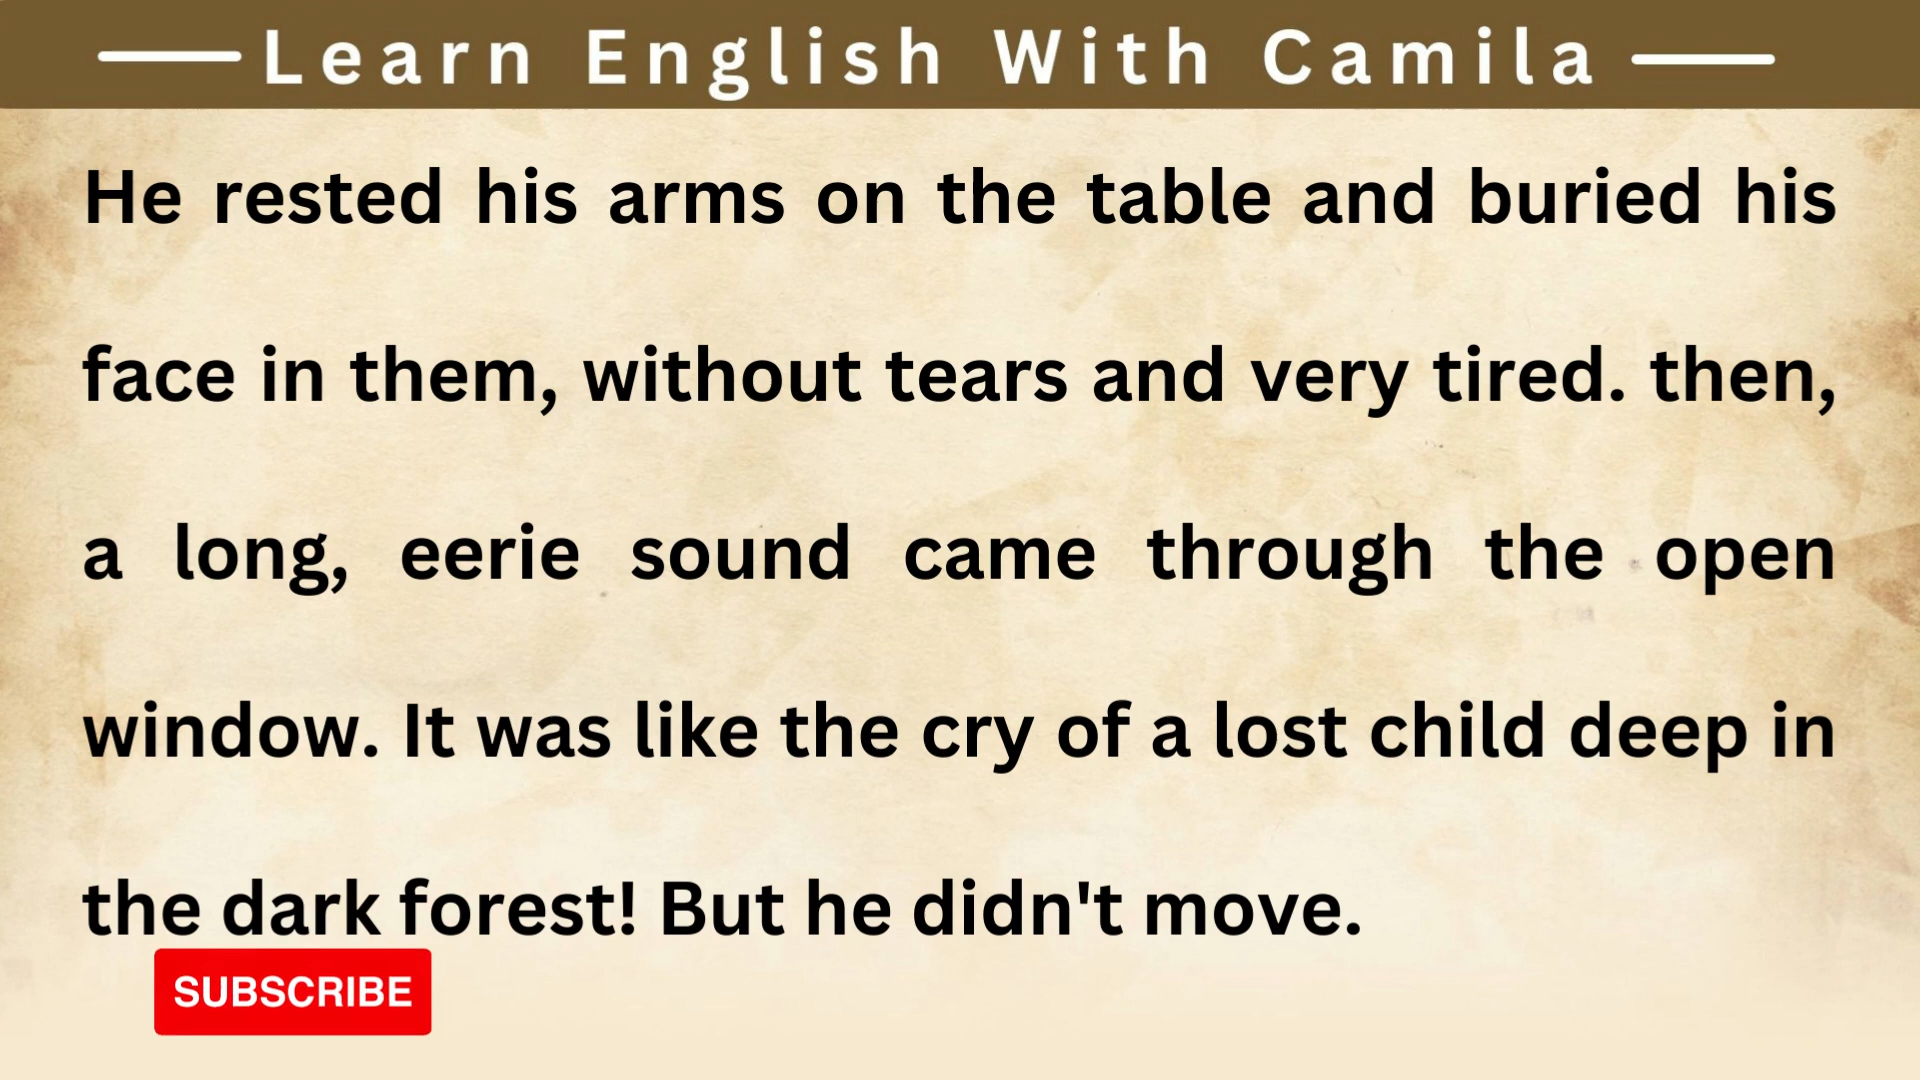 Learn English With Camila
He rested his arms on the table and buried his
face in them, without tears and very tired. then,
a long, eerie sound came through the open
window. It was like the cry of a lost child deep in
the dark forest! But he didn't move.
SUBSCRIBE